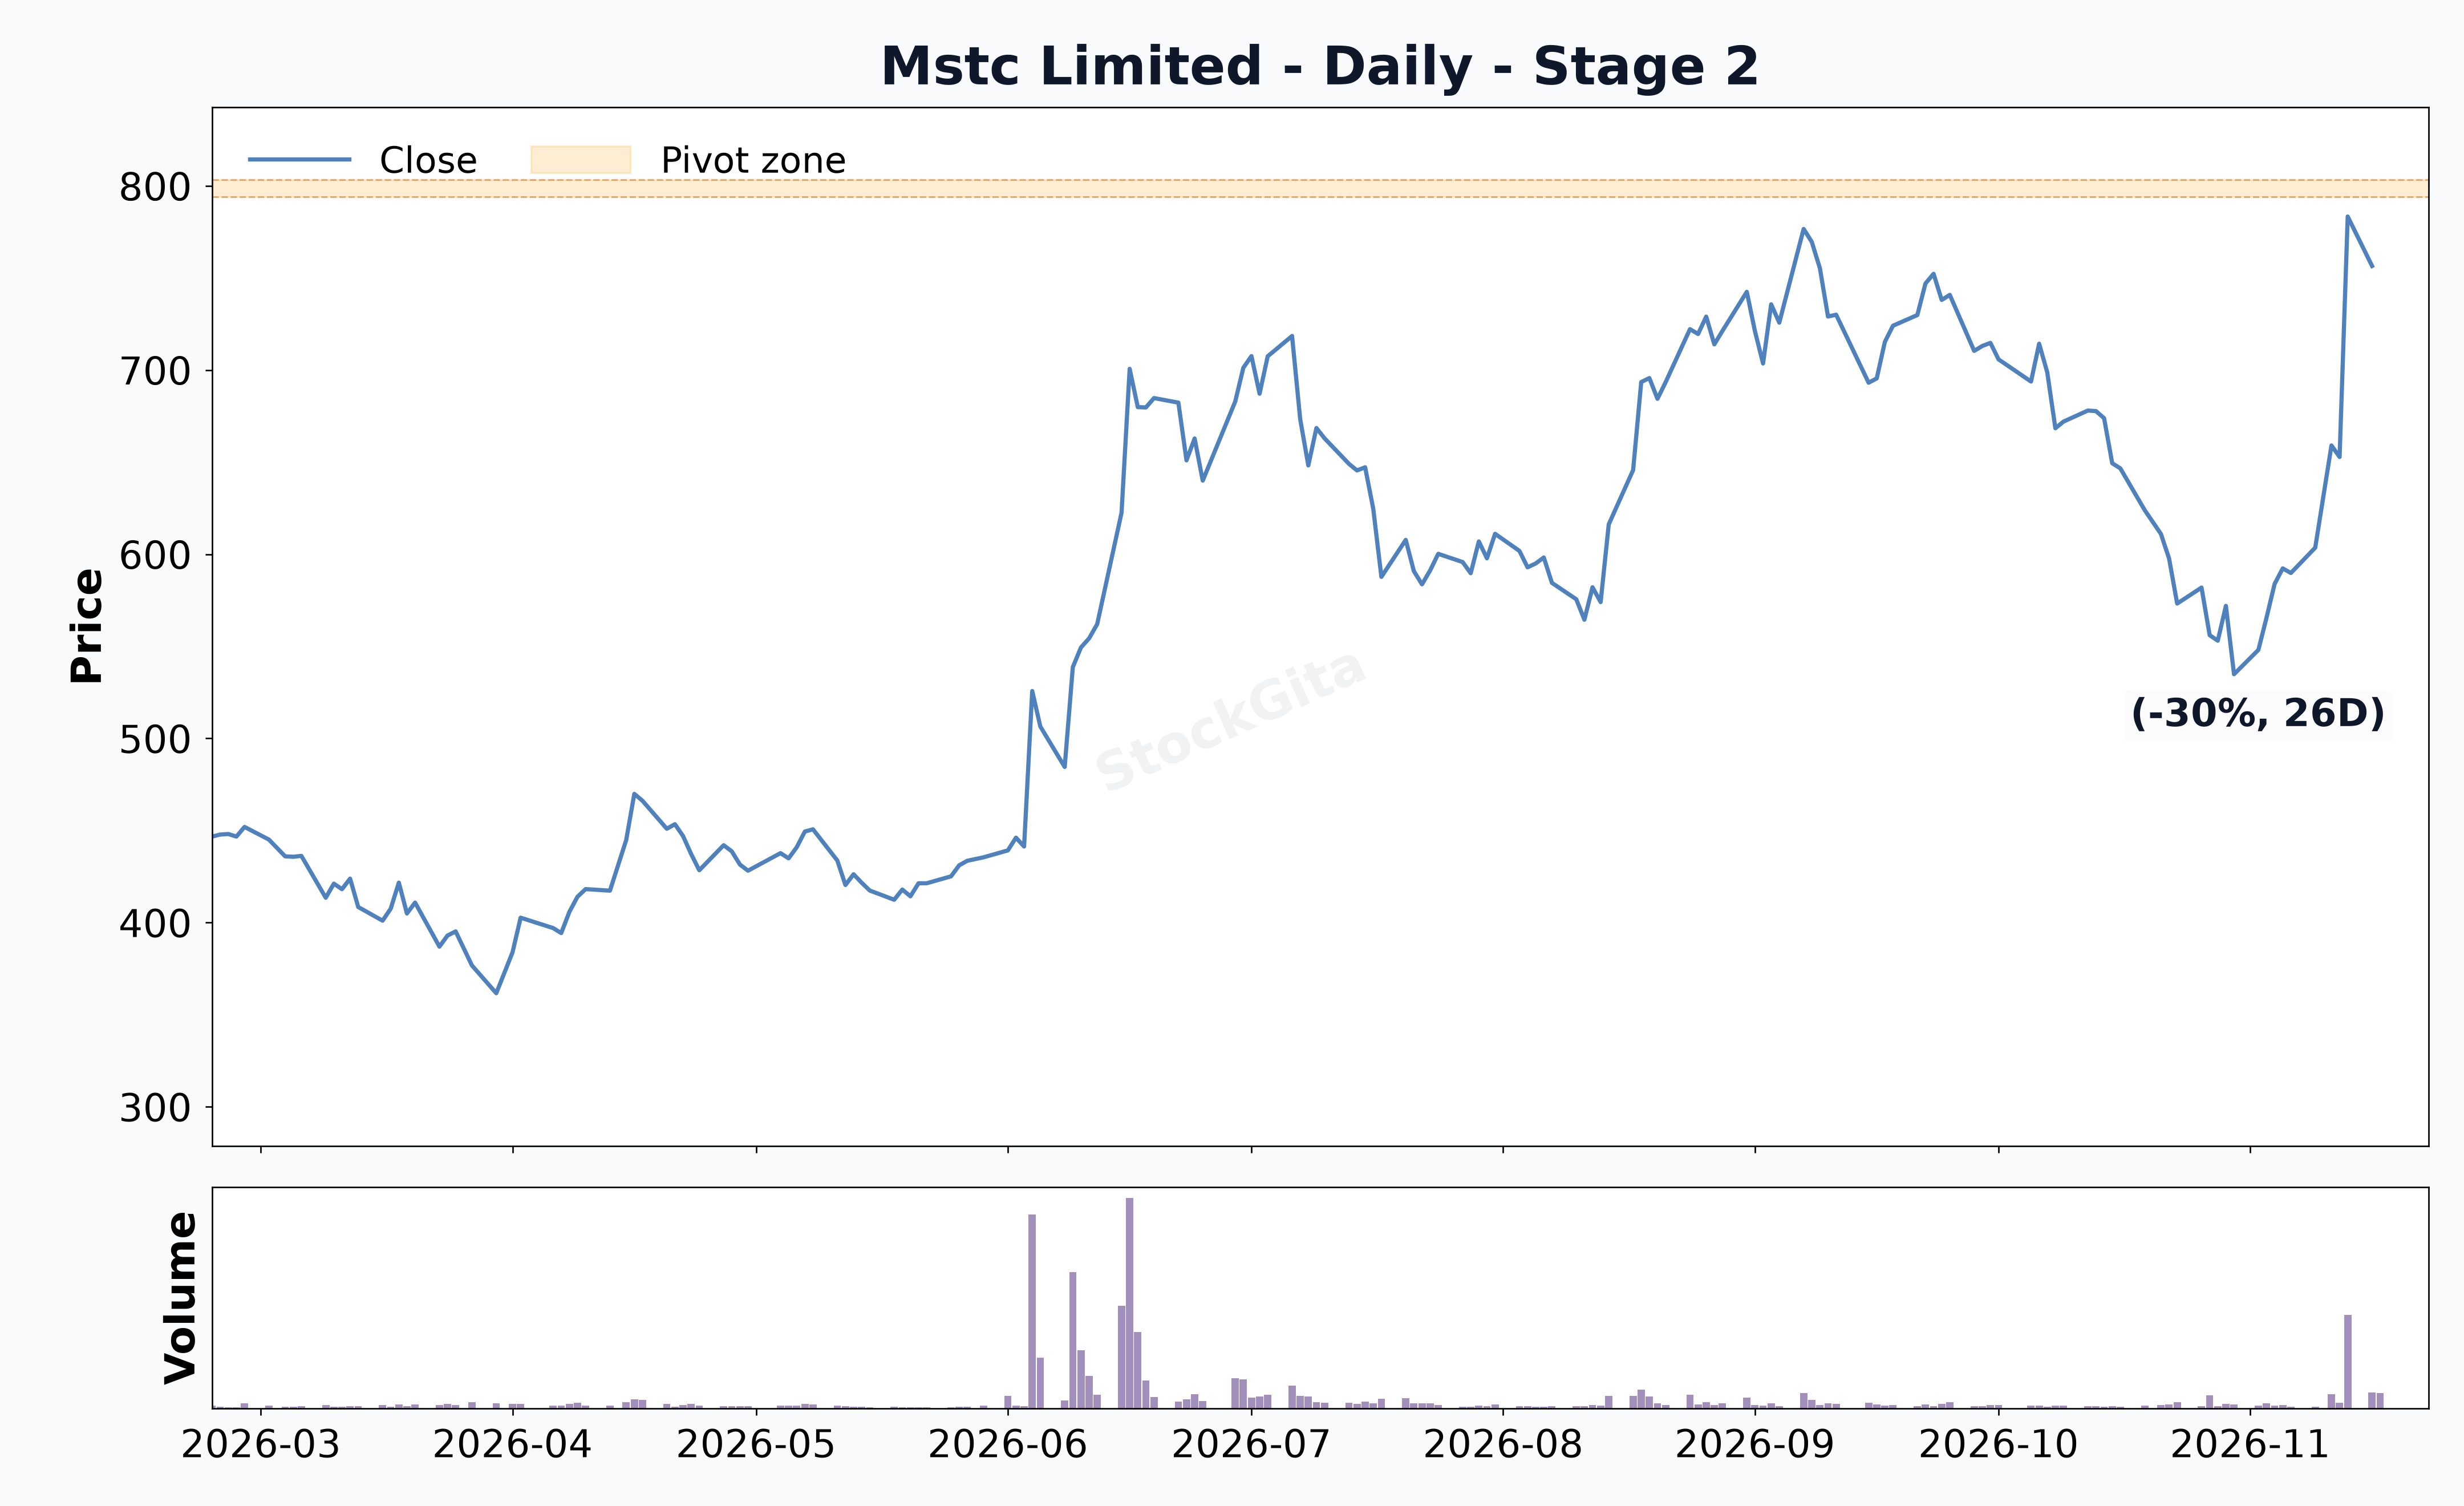 Mstc Limited - Daily - Stage 2
Close
Pivot zone
800
700
600
500
400
300
Price
StockGita
(-30%, 26D)
Volume
2026-03
2026-04
2026-05
2026-06
2026-07
2026-08
2026-09
2026-10
2026-11